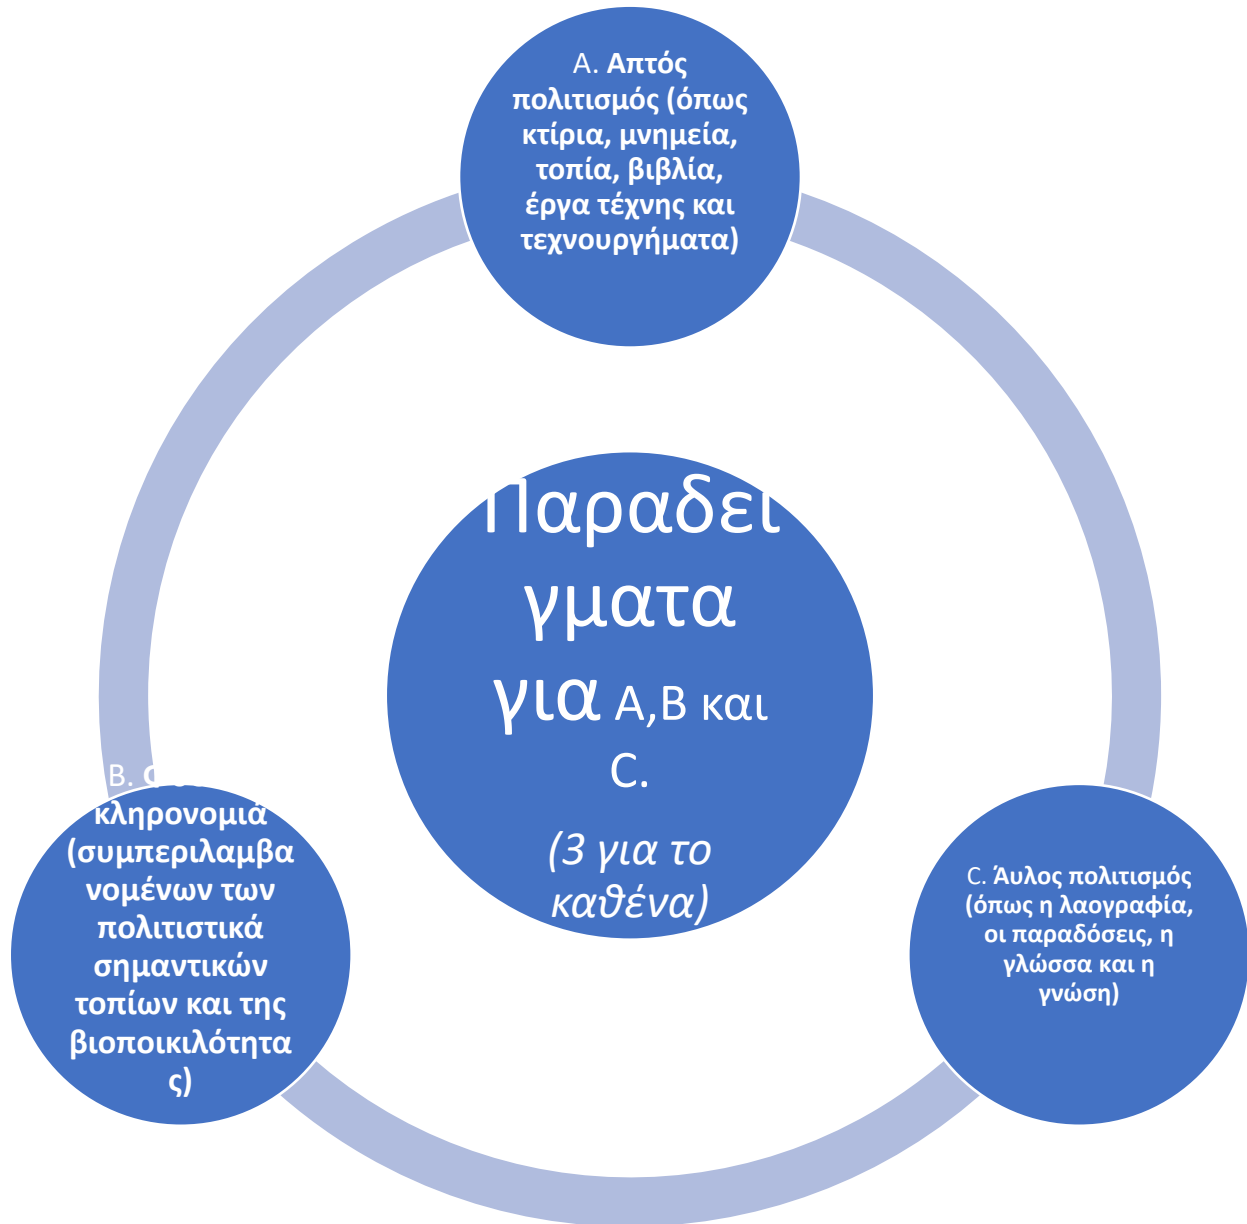 A. Απτός
πολιτισμός (όπως
κτίρια, μνημεία,
τοπία, βιβλία,
έργα τέχνης και
τεχνουργήματα)
Παραδει
γματα
για A,B και
C.
(3 για το
καθένα)
B.
κληρονομιά
(συμπεριλαμβα
νομένων των
πολιτιστικά
σημαντικών
τοπίων και της
βιοποικιλότητα
ς)
C. Άυλος πολιτισμός
(όπως η λαογραφία,
οι παραδόσεις, η
γλώσσα και η
γνώση)